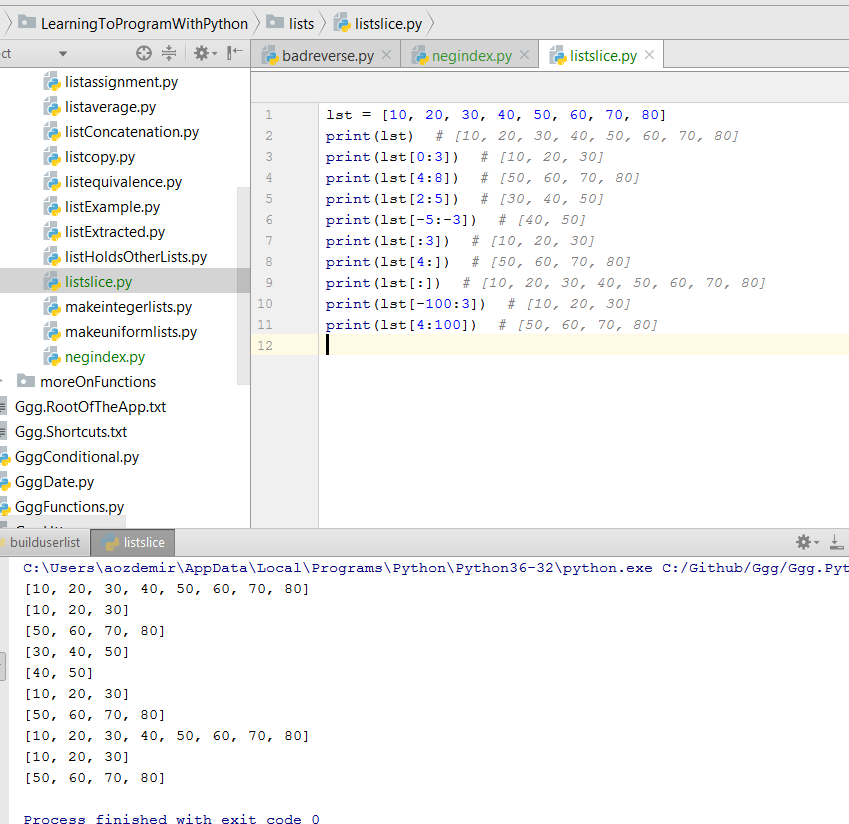 LearningToProgramWithPython lists listslice.py
ct
badreverse.py negindex.py listslice.py
listassignment.py
listaverage.py
listConcatenation.py
listcopy.py
listequivalence.py
listExample.py
listExtracted.py
listHoldsOtherLists.py
listslice.py
makeintegerlists.py
makeuniformlists.py
negindex.py
moreOnFunctions
Ggg.RootOfTheApp.txt
Ggg.Shortcuts.txt
GggConditional.py
GggDate.py
GggFunctions.py
1 lst = [10, 20, 30, 40, 50, 60, 70, 80]
2 print(lst)  # [10, 20, 30, 40, 50, 60, 70, 80]
3 print(lst[0:3])  # [10, 20, 30]
4 print(lst[4:8])  # [50, 60, 70, 80]
5 print(lst[2:5])  # [30, 40, 50]
6 print(lst[-5:-3])  # [40, 50]
7 print(lst[:3])  # [10, 20, 30]
8 print(lst[4:])  # [50, 60, 70, 80]
9 print(lst[:])  # [10, 20, 30, 40, 50, 60, 70, 80]
10 print(lst[-100:3])  # [10, 20, 30]
11 print(lst[4:100])  # [50, 60, 70, 80]
12
builduserlist listslice
C:\Users\aozdemir\AppData\Local\Programs\Python\Python36-32\python.exe C:/Github/Ggg/Ggg.Pyt
[10, 20, 30, 40, 50, 60, 70, 80]
[10, 20, 30]
[50, 60, 70, 80]
[30, 40, 50]
[40, 50]
[10, 20, 30]
[50, 60, 70, 80]
[10, 20, 30, 40, 50, 60, 70, 80]
[10, 20, 30]
[50, 60, 70, 80]
Process finished with exit code 0